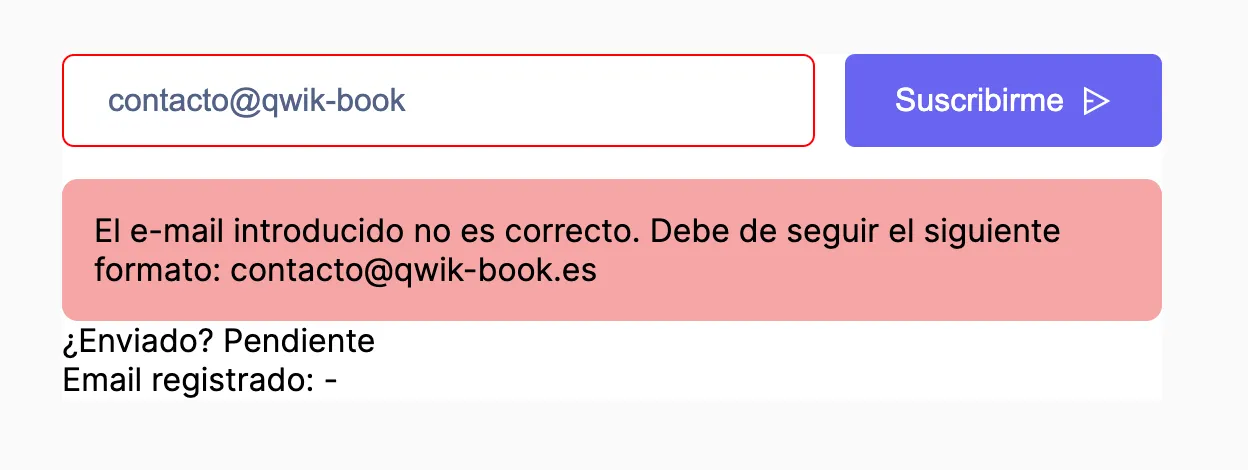 contacto@qwik-book
Suscribirme
El e-mail introducido no es correcto. Debe de seguir el siguiente
formato: contacto@qwik-book.es
¿Enviado? Pendiente
Email registrado: -